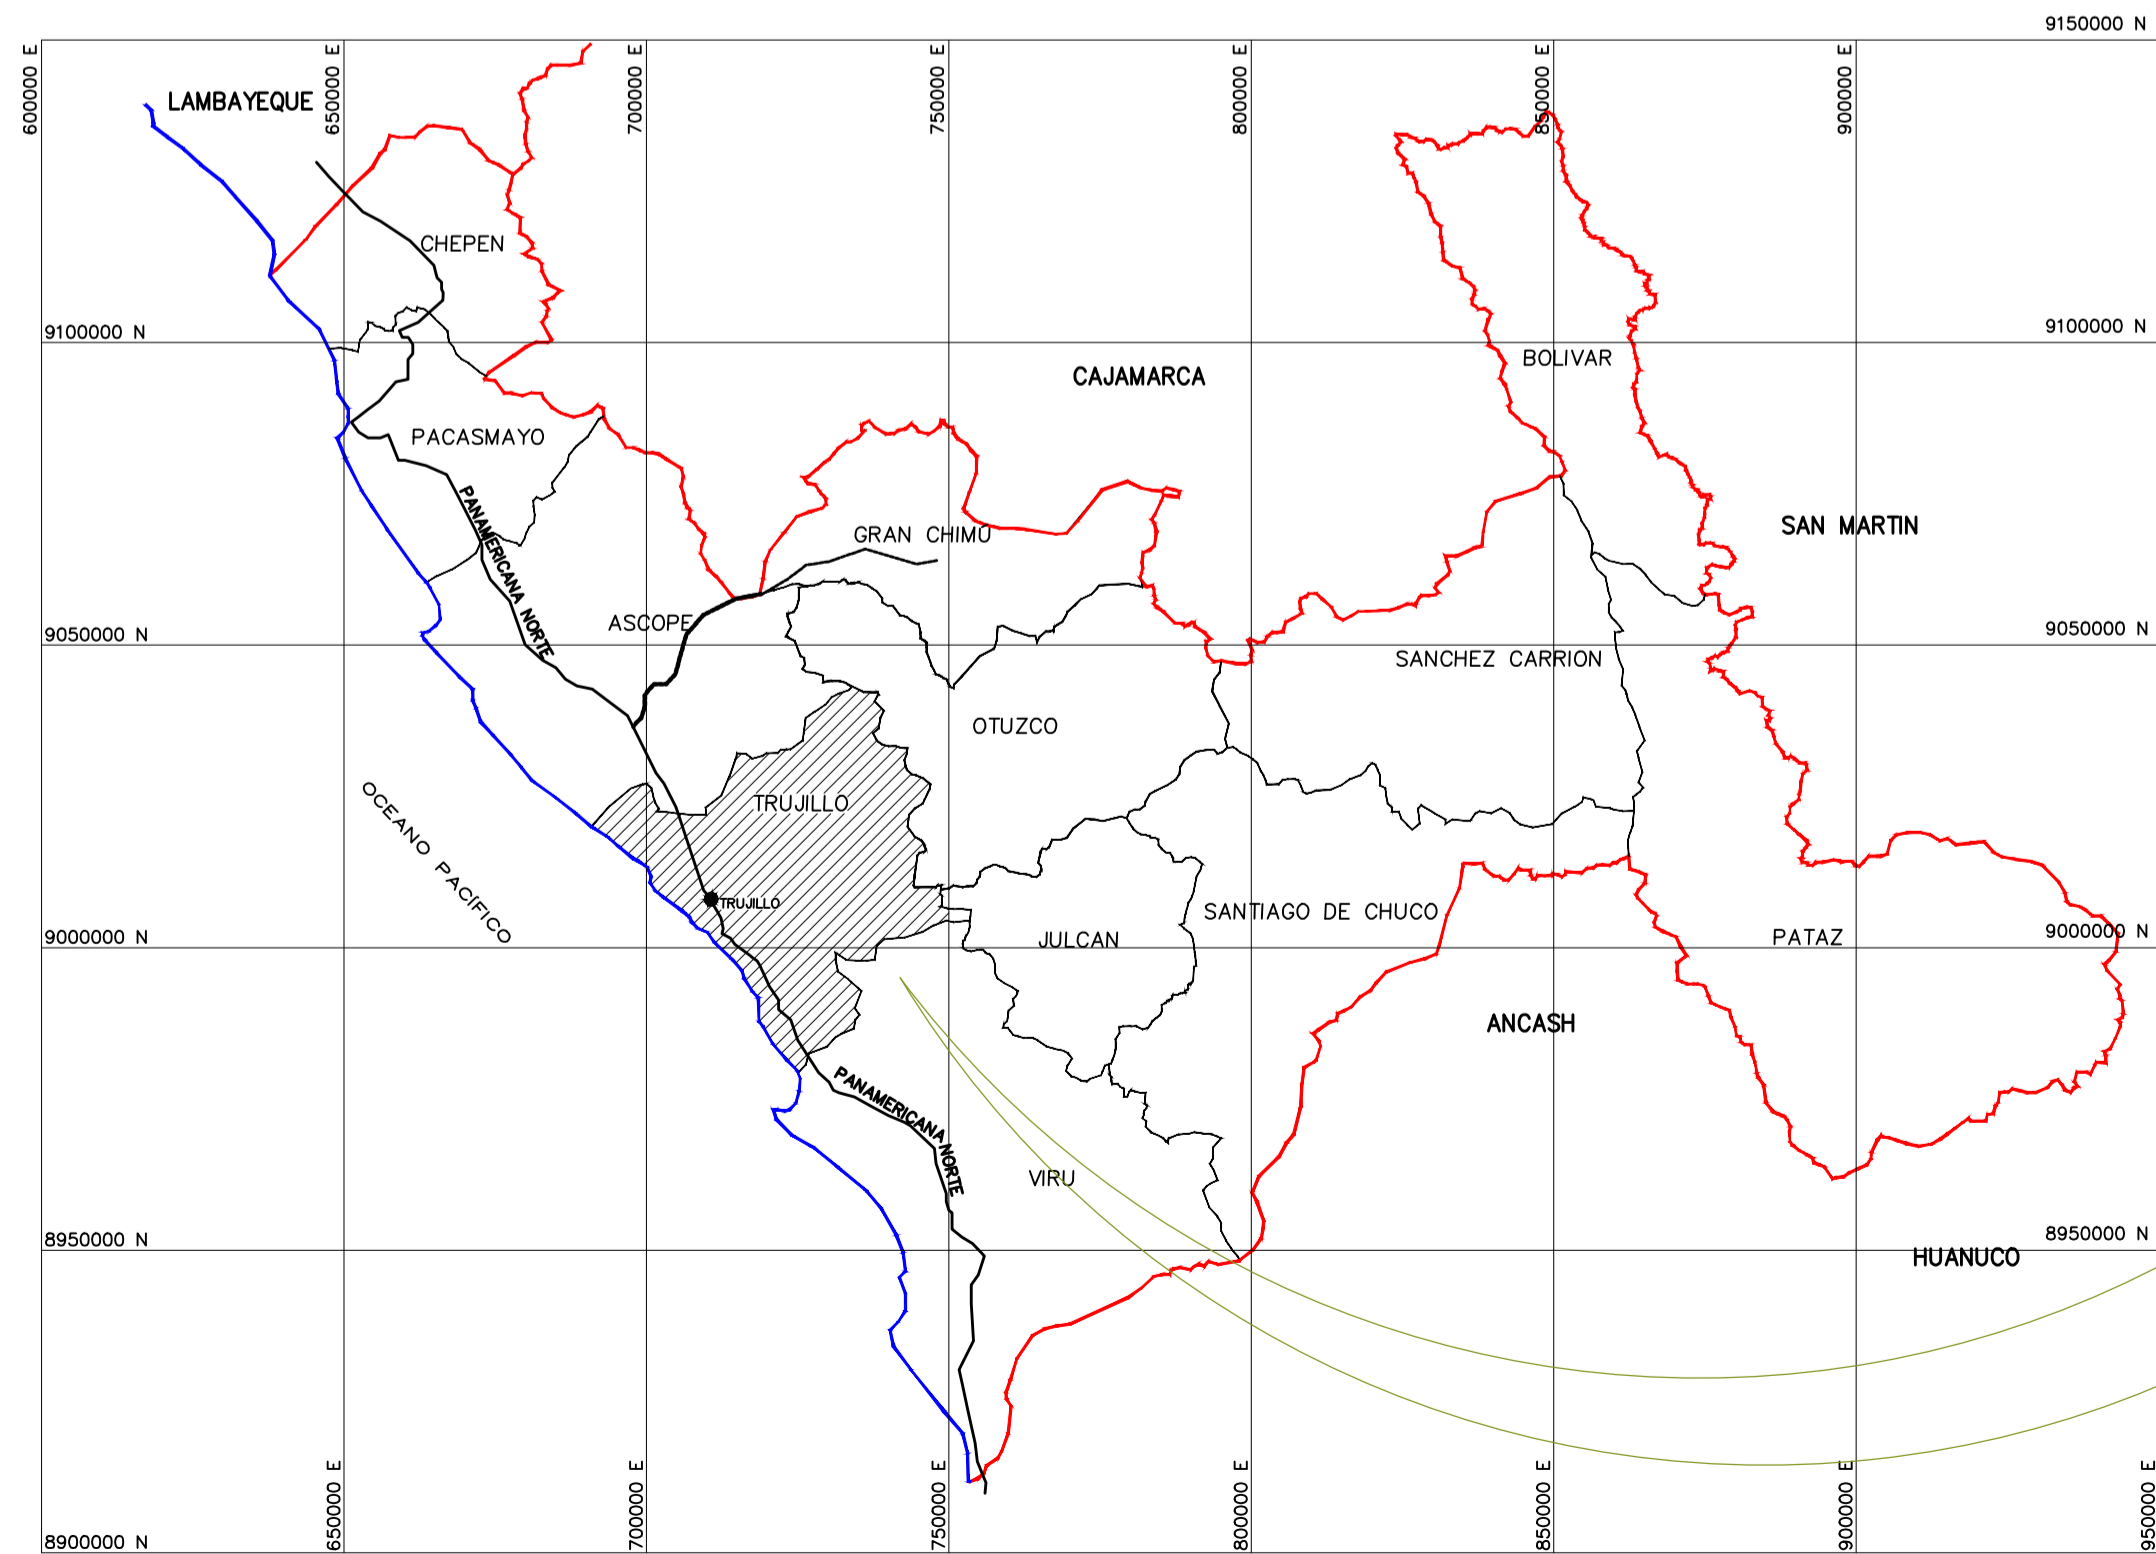 9150000 N
600000 E
650000 E
700000 E
750000 E
800000 E
850000 E
900000 E
LAMBAYEQUE
CHEPEN
9100000 N
9100000 N
BOLIVAR
CAJAMARCA
PACASMAYO
PANAMERICANA NORTE
GRAN CHIMÚ
SAN MARTIN
ASCOPE
9050000 N
9050000 N
SANCHEZ CARRION
OTUZCO
OCEANO PACÍFICO
TRUJILLO
TRUJILLO
SANTIAGO DE CHUCO
JULCAN
PATAZ
9000000 N
9000000 N
ANCASH
PANAMERICANA NORTE
VIRU
8950000 N
8950000 N
HUANUCO
650000 E
700000 E
750000 E
800000 E
850000 E
900000 E
950000 E
8900000 N